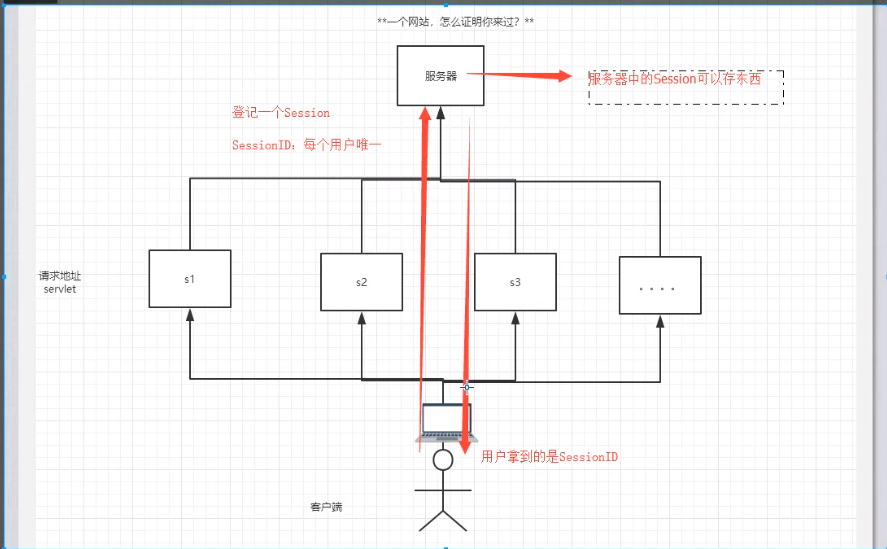 **一个网站，怎么证明你来过？**
服务器
服务器中的Session可以存东西
登记一个Session
SessionID：每个用户唯一
请求地址
servlet
s1
s2
s3
....
用户拿到的是SessionID
客户端